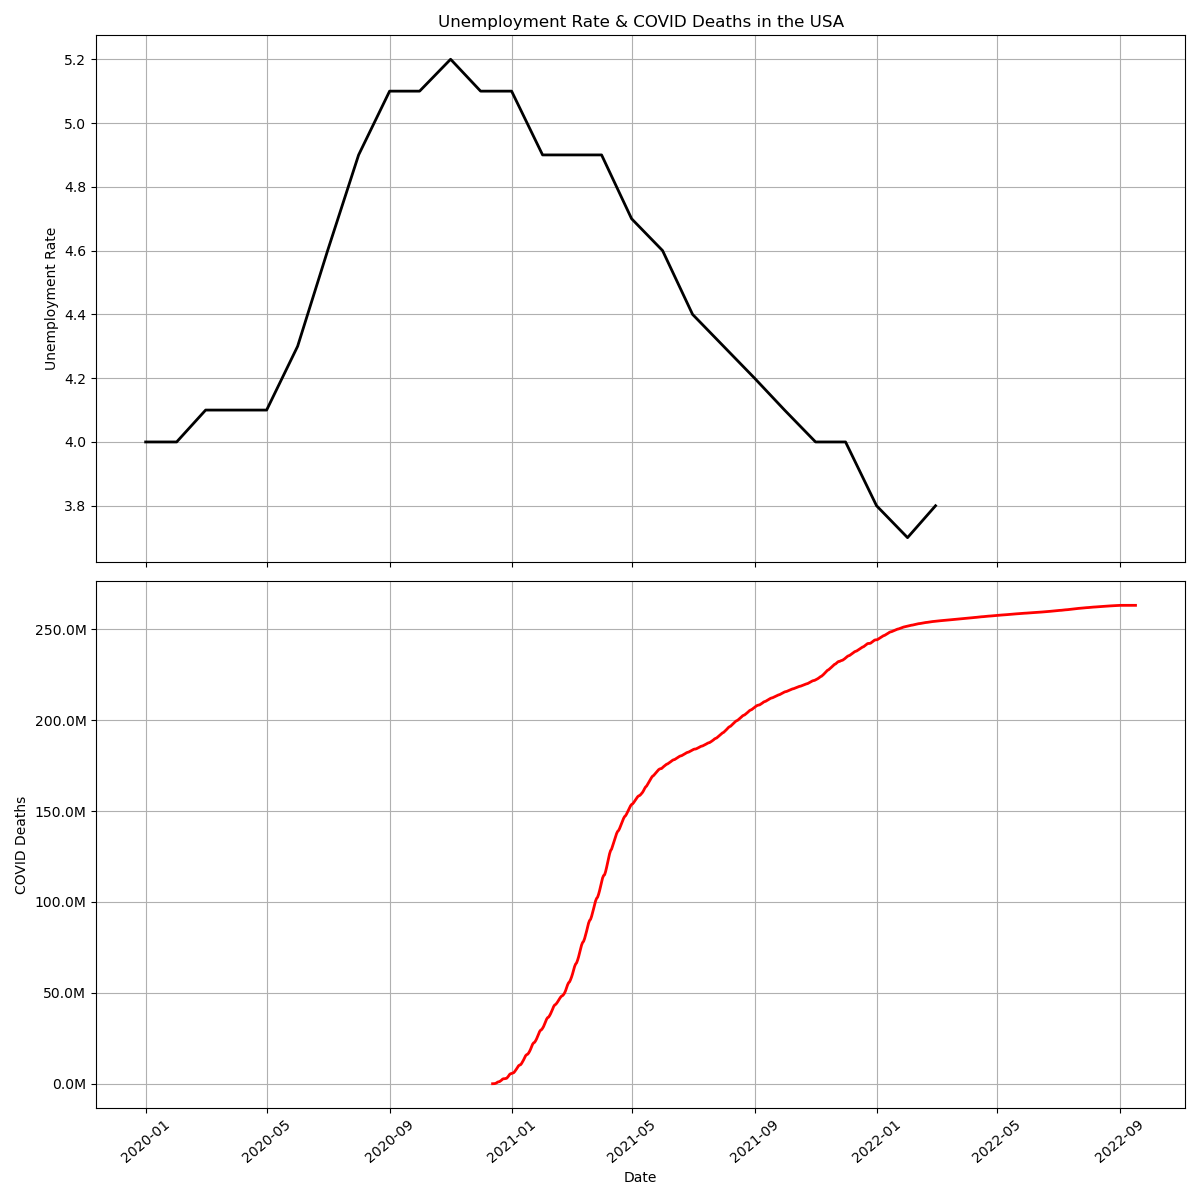 Unemployment Rate & COVID Deaths in the USA
5.2
5.0
4.8
4.6
4.4
4.2
4.0
3.8
Unemployment Rate
250.0M
200.0M
150.0M
100.0M
50.0M
0.0M
COVID Deaths
2020-01
2020-05
2020-09
2021-01
2021-05
2021-09
2022-01
2022-05
2022-09
Date